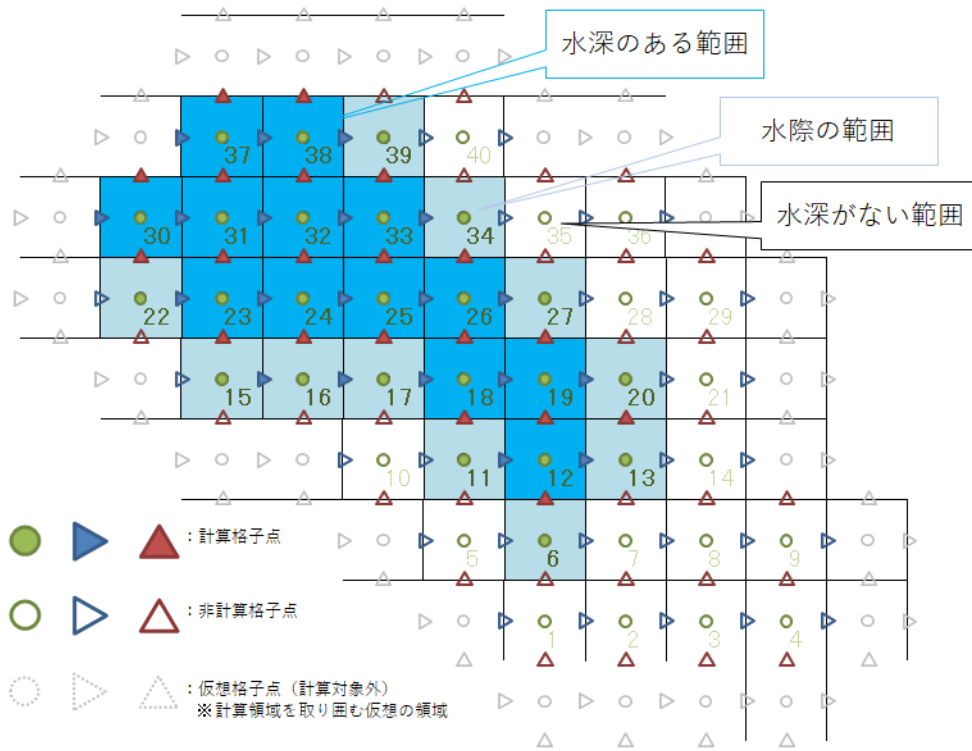 水深のある範囲
水際の範囲
水深がない範囲
37 38 39 40
30 31 32 33 34 35 36
22 23 24 25 26 27 28 29
15 16 17 18 19 20 21
10 11 12 13 14
5 6 7 8 9
1 2 3 4
：計算格子点
：非計算格子点
：仮想格子点（計算対象外）
※計算領域を取り囲む仮想の領域